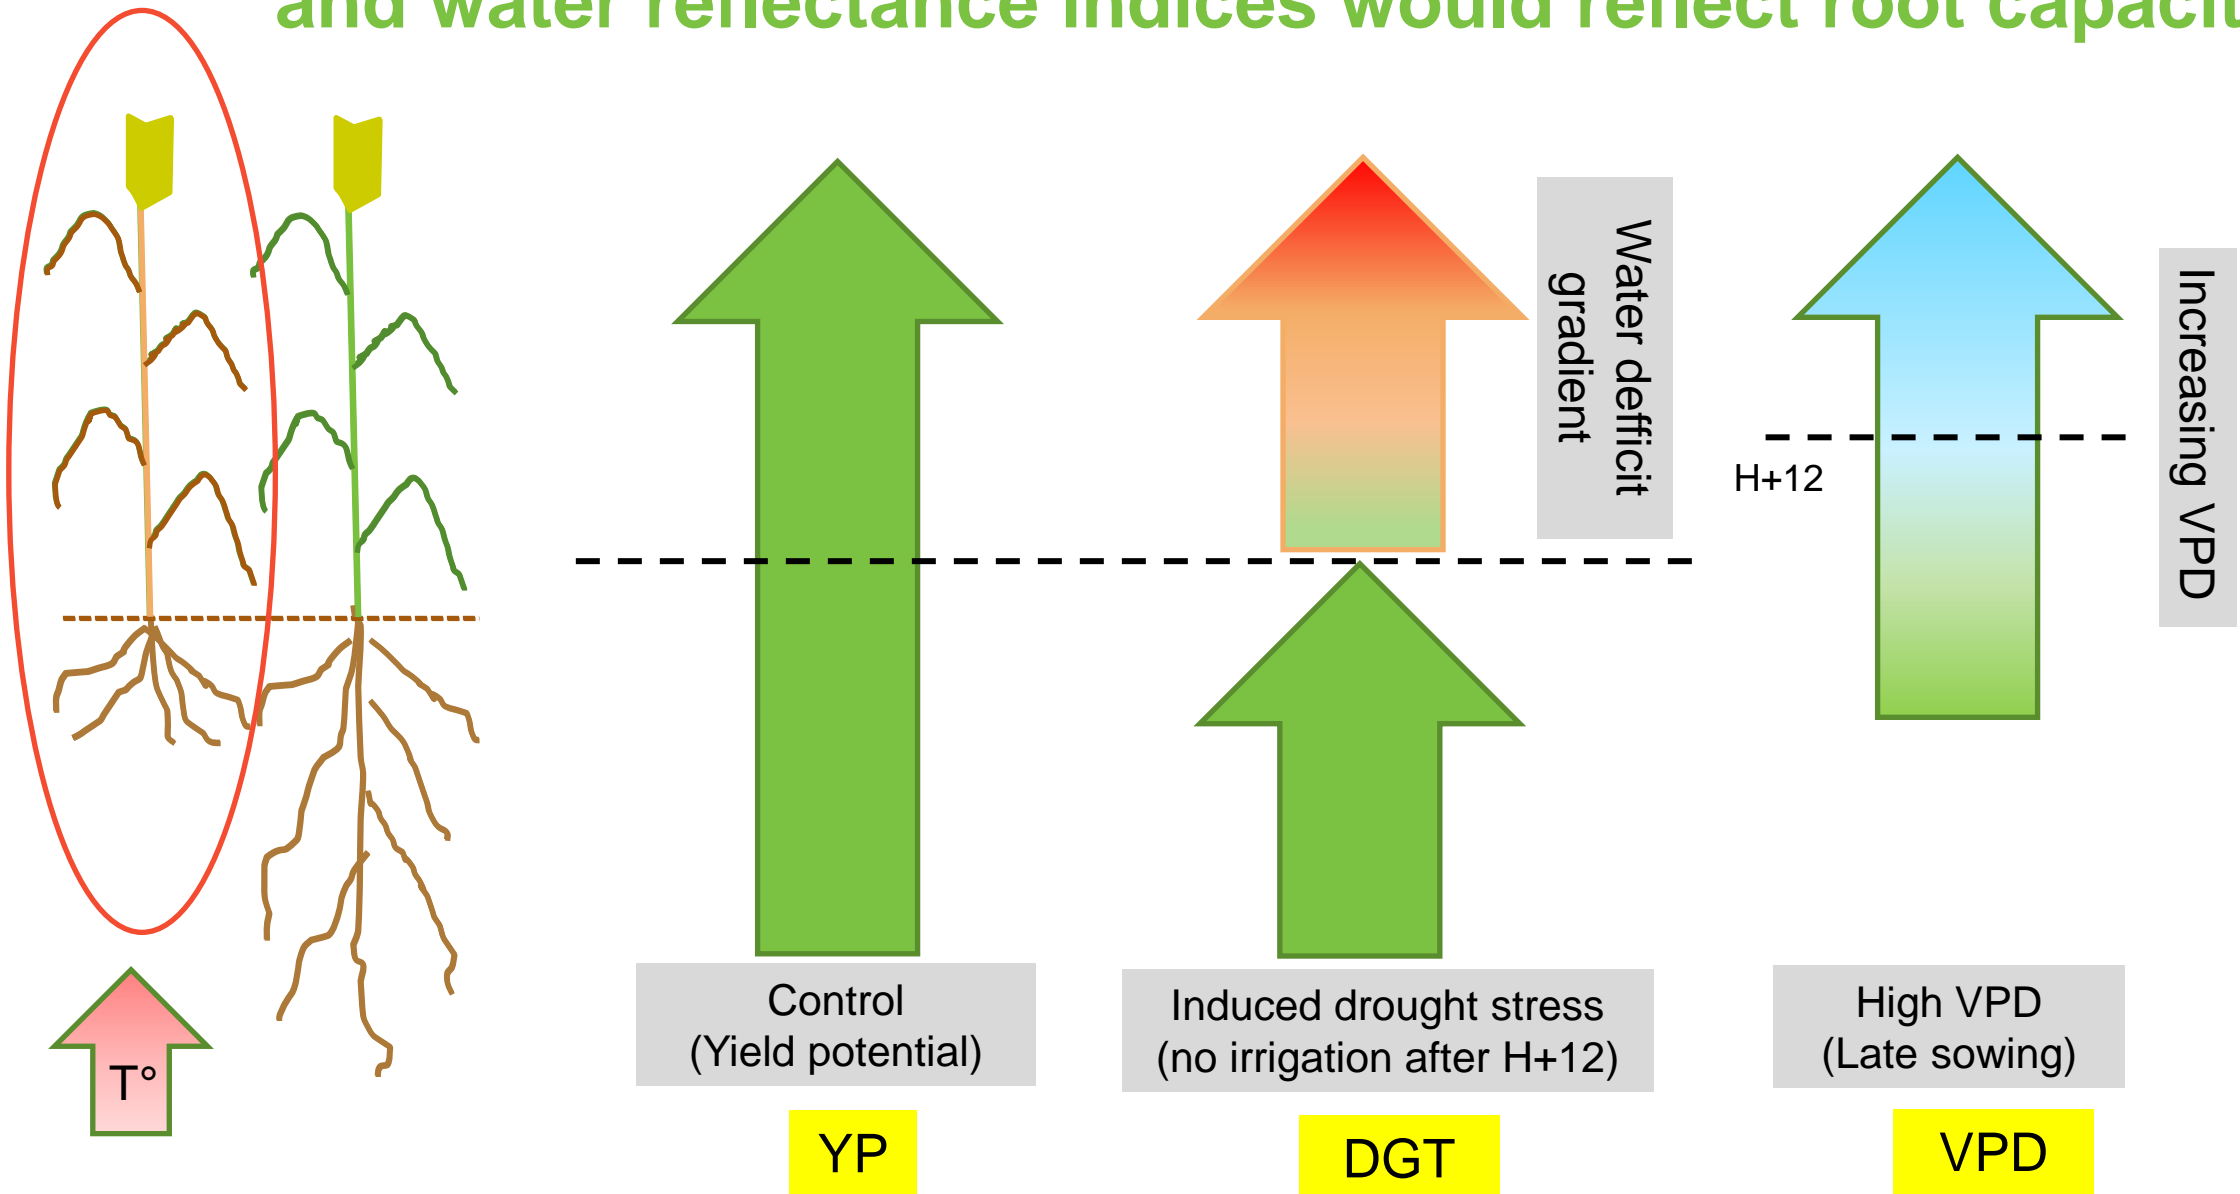 and water reflectance indices would reflect root capacit
Water defficit
gradient
Increasing VPD
H+12
T°
Control
(Yield potential)
Induced drought stress
(no irrigation after H+12)
High VPD
(Late sowing)
YP
DGT
VPD